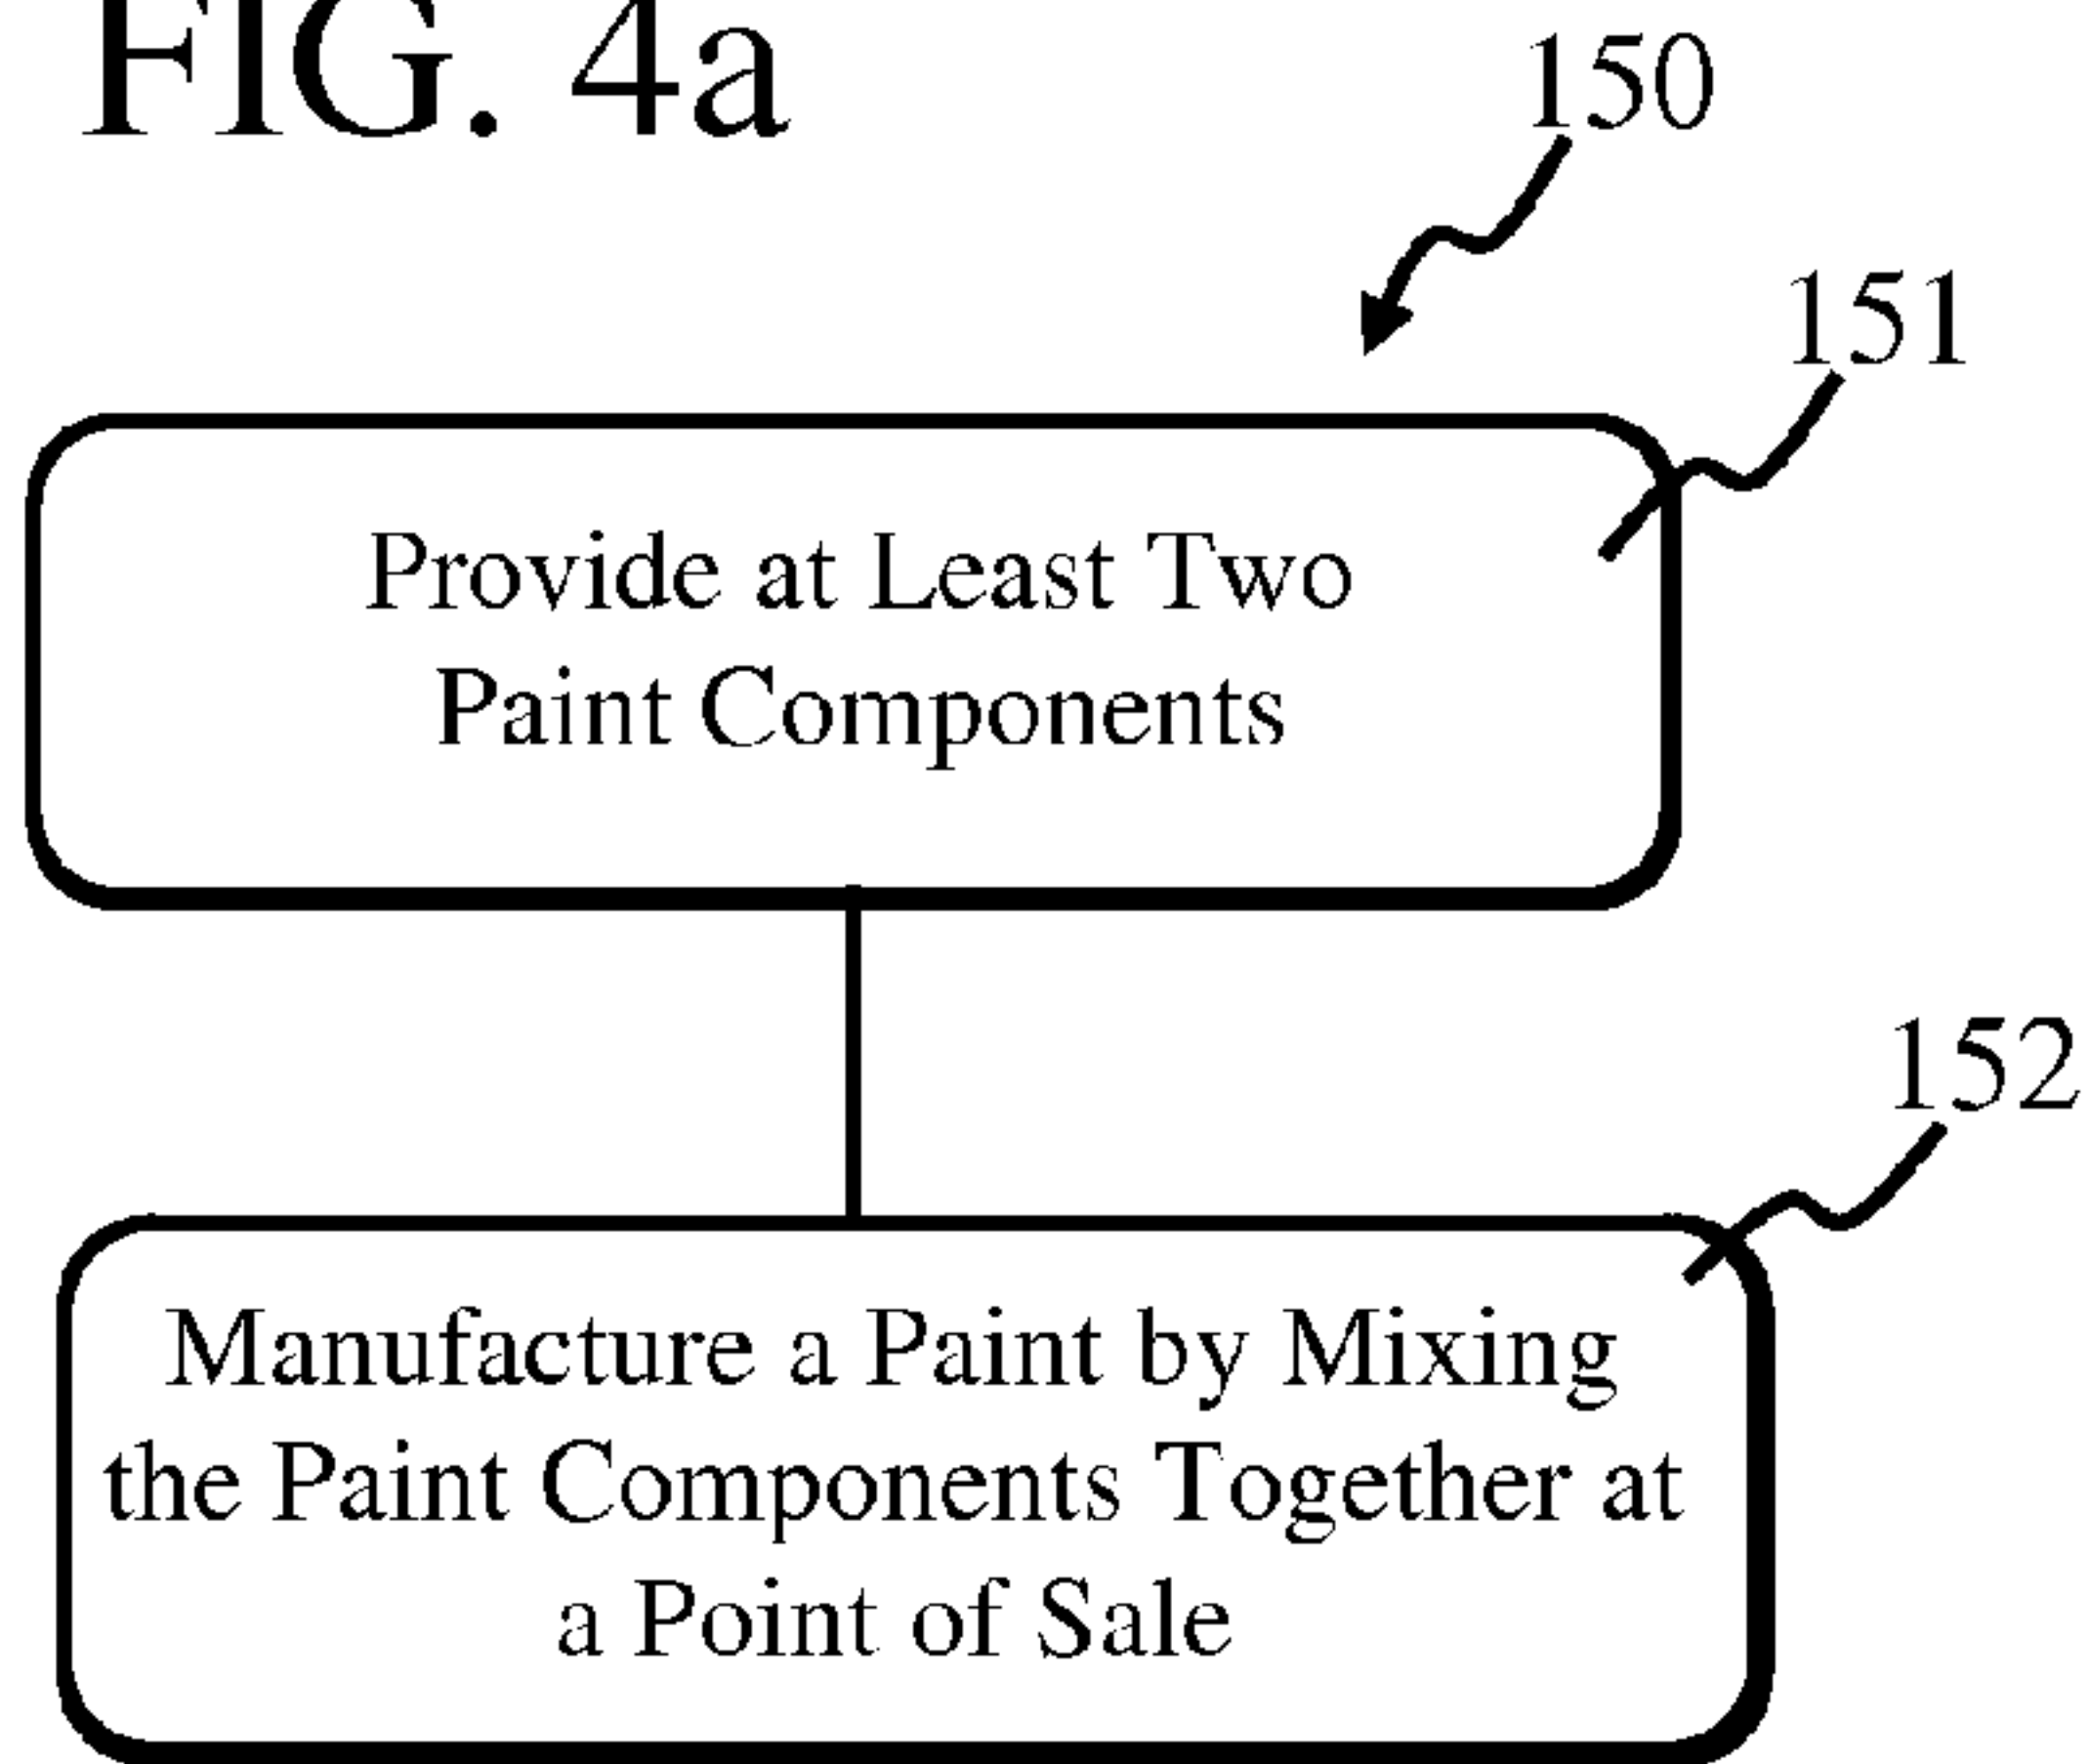 FIG. 4a
150
151
Provide at Least Two
Paint Components
152
Manufacture a Paint by Mixing
the Paint Components Together at
a Point of Sale